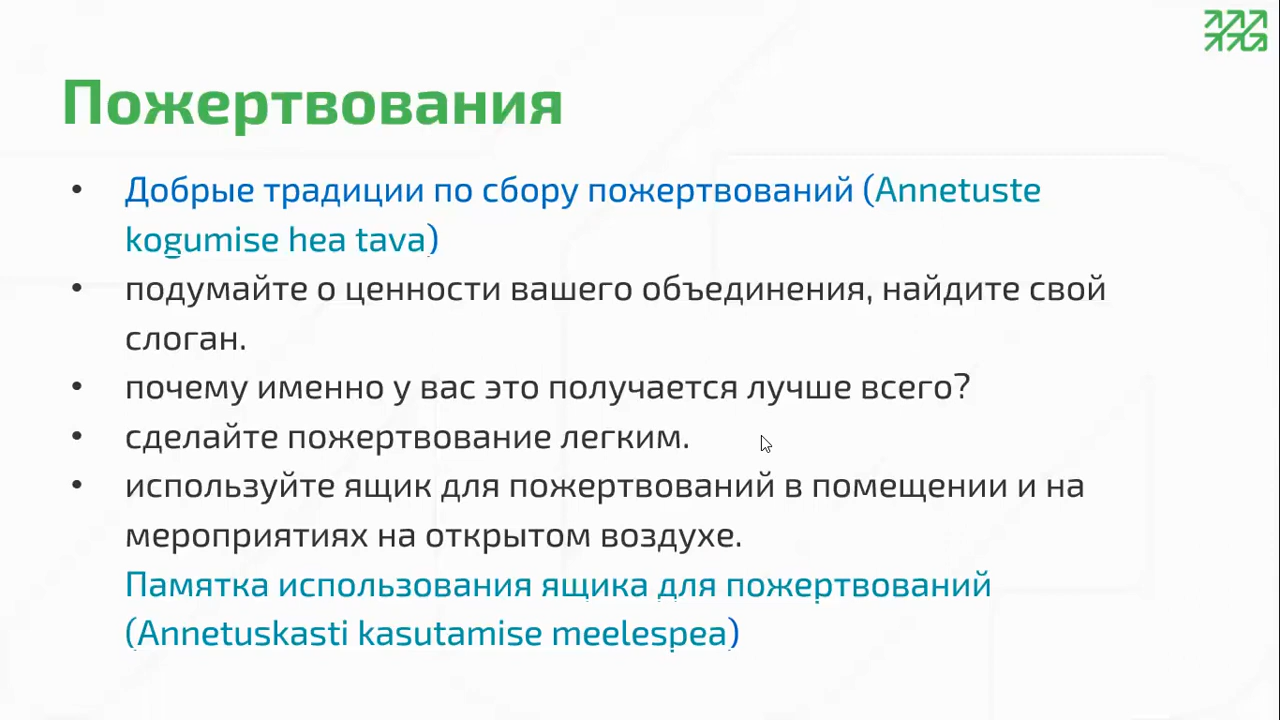 Пожертвования
• Добрые традиции по сбору пожертвований (Annetuste
kogumise hea tava)
• подумайте о ценности вашего объединения, найдите свой
слоган.
• почему именно у вас это получается лучше всего?
• сделайте пожертвование легким.
• используйте ящик для пожертвований в помещении и на
мероприятиях на открытом воздухе.
Памятка использования ящика для пожертвований
(Annetuskasti kasutamise meelespea)